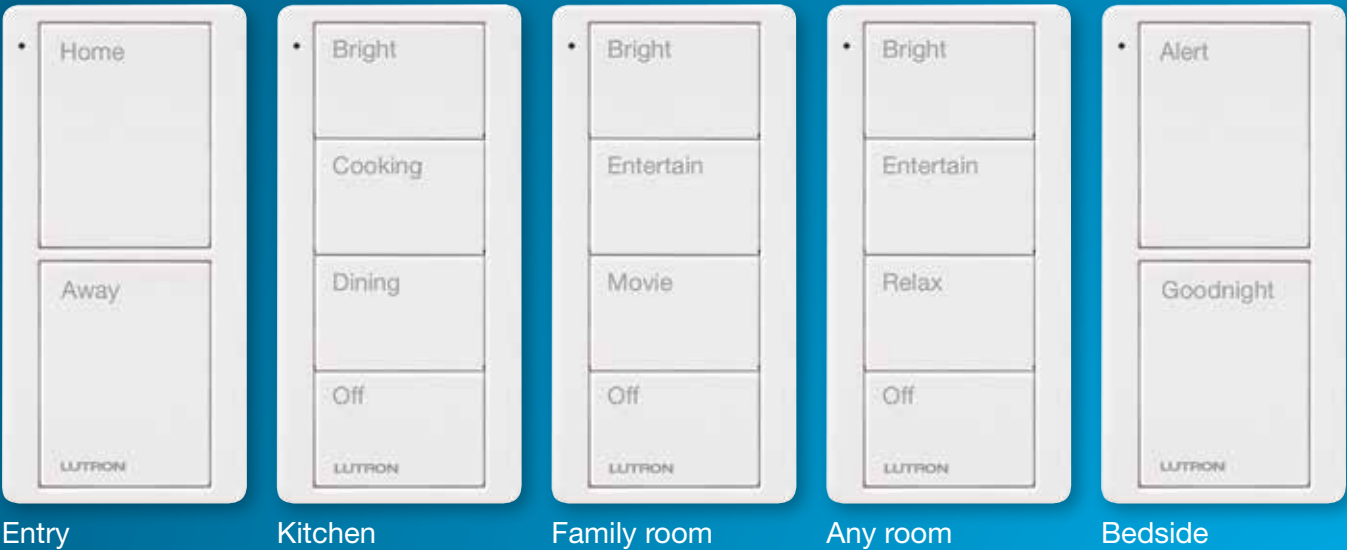 Home
Away
LUTRON
Entry
Bright
Cooking
Dining
Off
LUTRON
Kitchen
Bright
Entertain
Movie
Off
LUTRON
Family room
Bright
Entertain
Relax
Off
LUTRON
Any room
Alert
Goodnight
LUTRON
Bedside